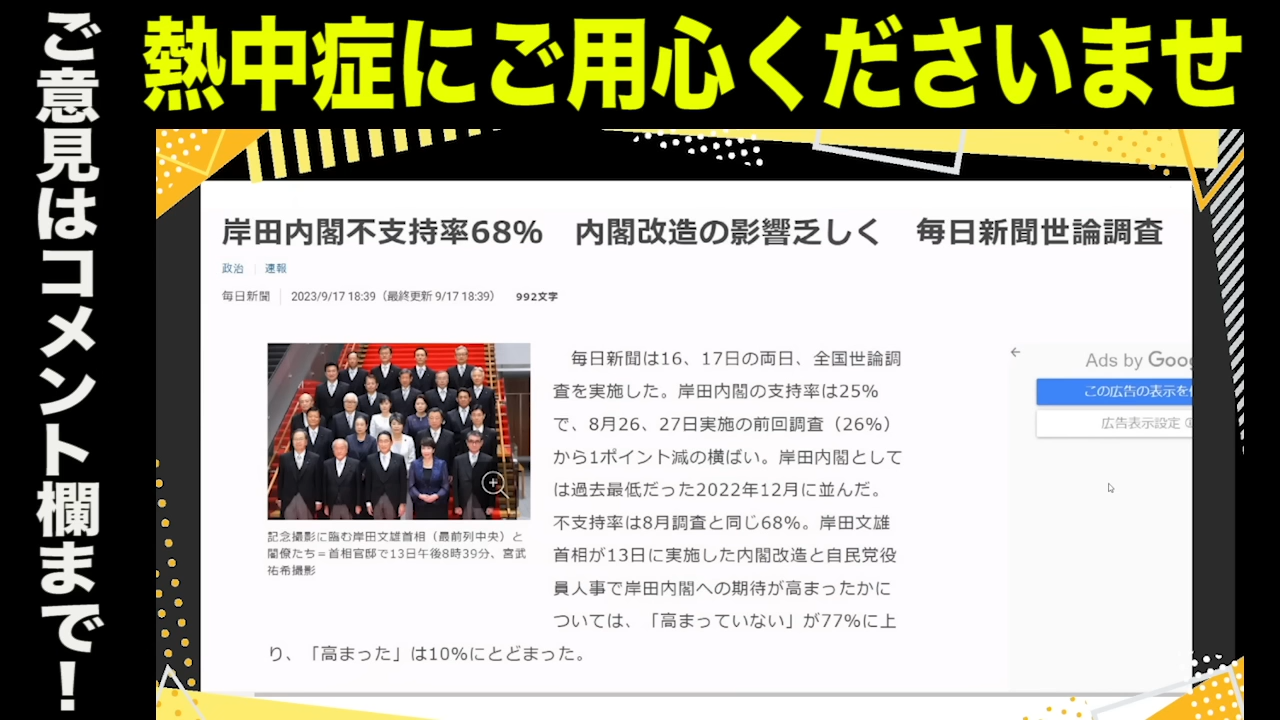 熱中症にご用心くださいませ
ご意見はコメント欄まで！
岸田内閣不支持率68%　内閣改造の影響乏しく　毎日新聞世論調査
政治 | 速報
毎日新聞 | 2023/9/17 18:39（最終更新 9/17 18:39） 992文字
毎日新聞は16、17日の両日、全国世論調
査を実施した。岸田内閣の支持率は25%
で、8月26、27日実施の前回調査（26%）
から1ポイント減の横ばい。岸田内閣として
は過去最低だった2022年12月に並んだ。
不支持率は8月調査と同じ68%。岸田文雄
首相が13日に実施した内閣改造と自民党役
員人事で岸田内閣への期待が高まったかに
ついては、「高まっていない」が77%に上
り、「高まった」は10%にとどまった。
記念撮影に臨む岸田文雄首相（最前列中央）と
閣僚たち＝首相官邸で13日午後8時39分、宮武
祐希撮影
Ads by Goo
この広告の表示を
広告表示設定